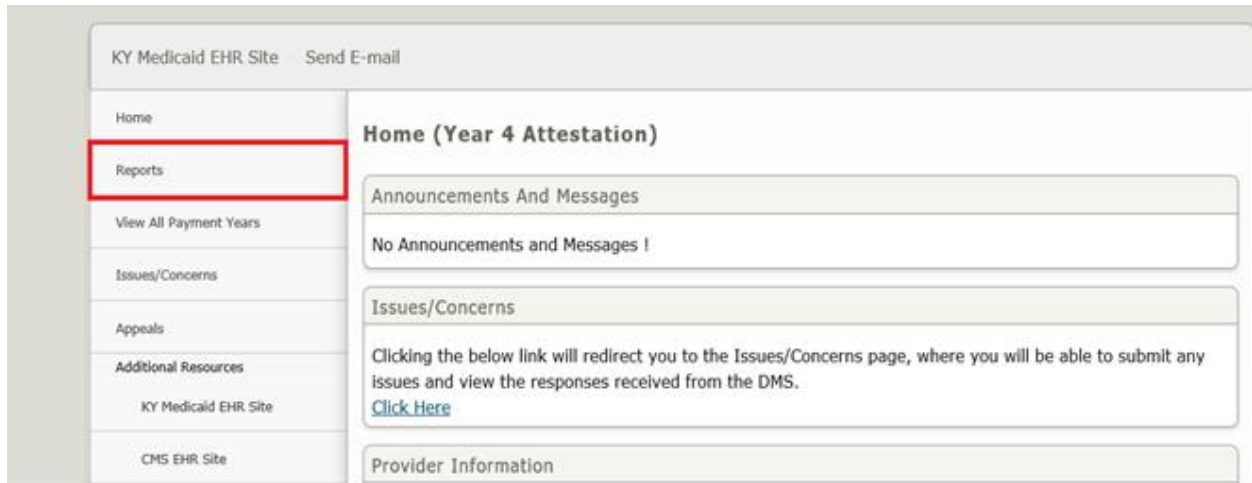 KY Medicaid EHR Site Send E-mail
Home
Reports
View All Payment Years
Issues/Concerns
Appeals
Additional Resources
KY Medicaid EHR Site
CMS EHR Site
Home (Year 4 Attestation)
Announcements And Messages
No Announcements and Messages !
Issues/Concerns
Clicking the below link will redirect you to the Issues/Concerns page, where you will be able to submit any
issues and view the responses received from the DMS.
Click Here
Provider Information